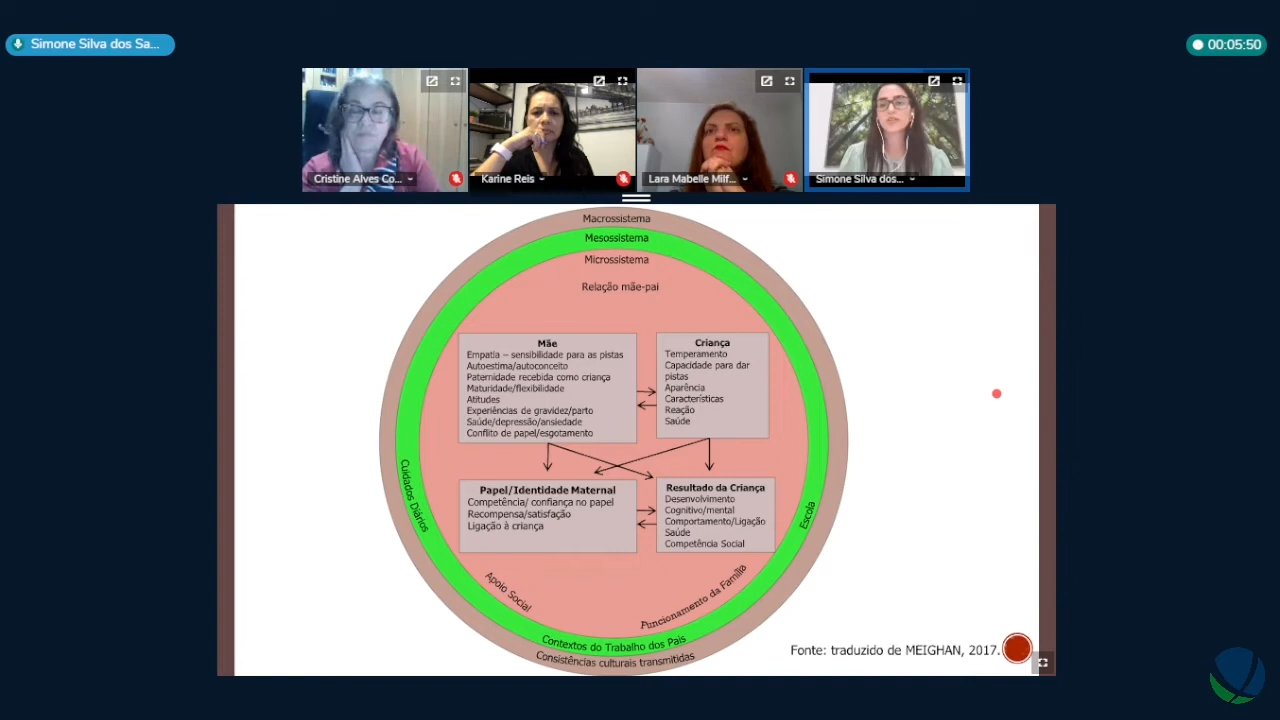 Simone Silva dos Sa...
00:05:50
Cristine Alves Co...
Karine Reis
Lara Mabelle Milf...
Simone Silva dos...
Macrossistema
Mesossistema
Microssistema
Relação mãe-pai
Mãe
Empatia – sensibilidade para as pistas
Autoestima/autoconceito
Paternidade recebida como criança
Maturidade/flexibilidade
Atitudes
Experiências de gravidez/parto
Saúde/depressão/ansiedade
Conflito de papel/esgotamento
Criança
Temperamento
Capacidade para dar
pistas
Aparência
Características
Reação
Saúde
Papel/Identidade Maternal
Competência/ confiança no papel
Recompensa/satisfação
Ligação à criança
Resultado da Criança
Desenvolvimento
Cognitivo/mental
Comportamento/Ligação
Saúde
Competência Social
Cuidados Diários
Escola
Apoio Social
Funcionamento da Família
Contextos do Trabalho dos Pais
Consistências culturais transmitidas
Fonte: traduzido de MEIGHAN, 2017.